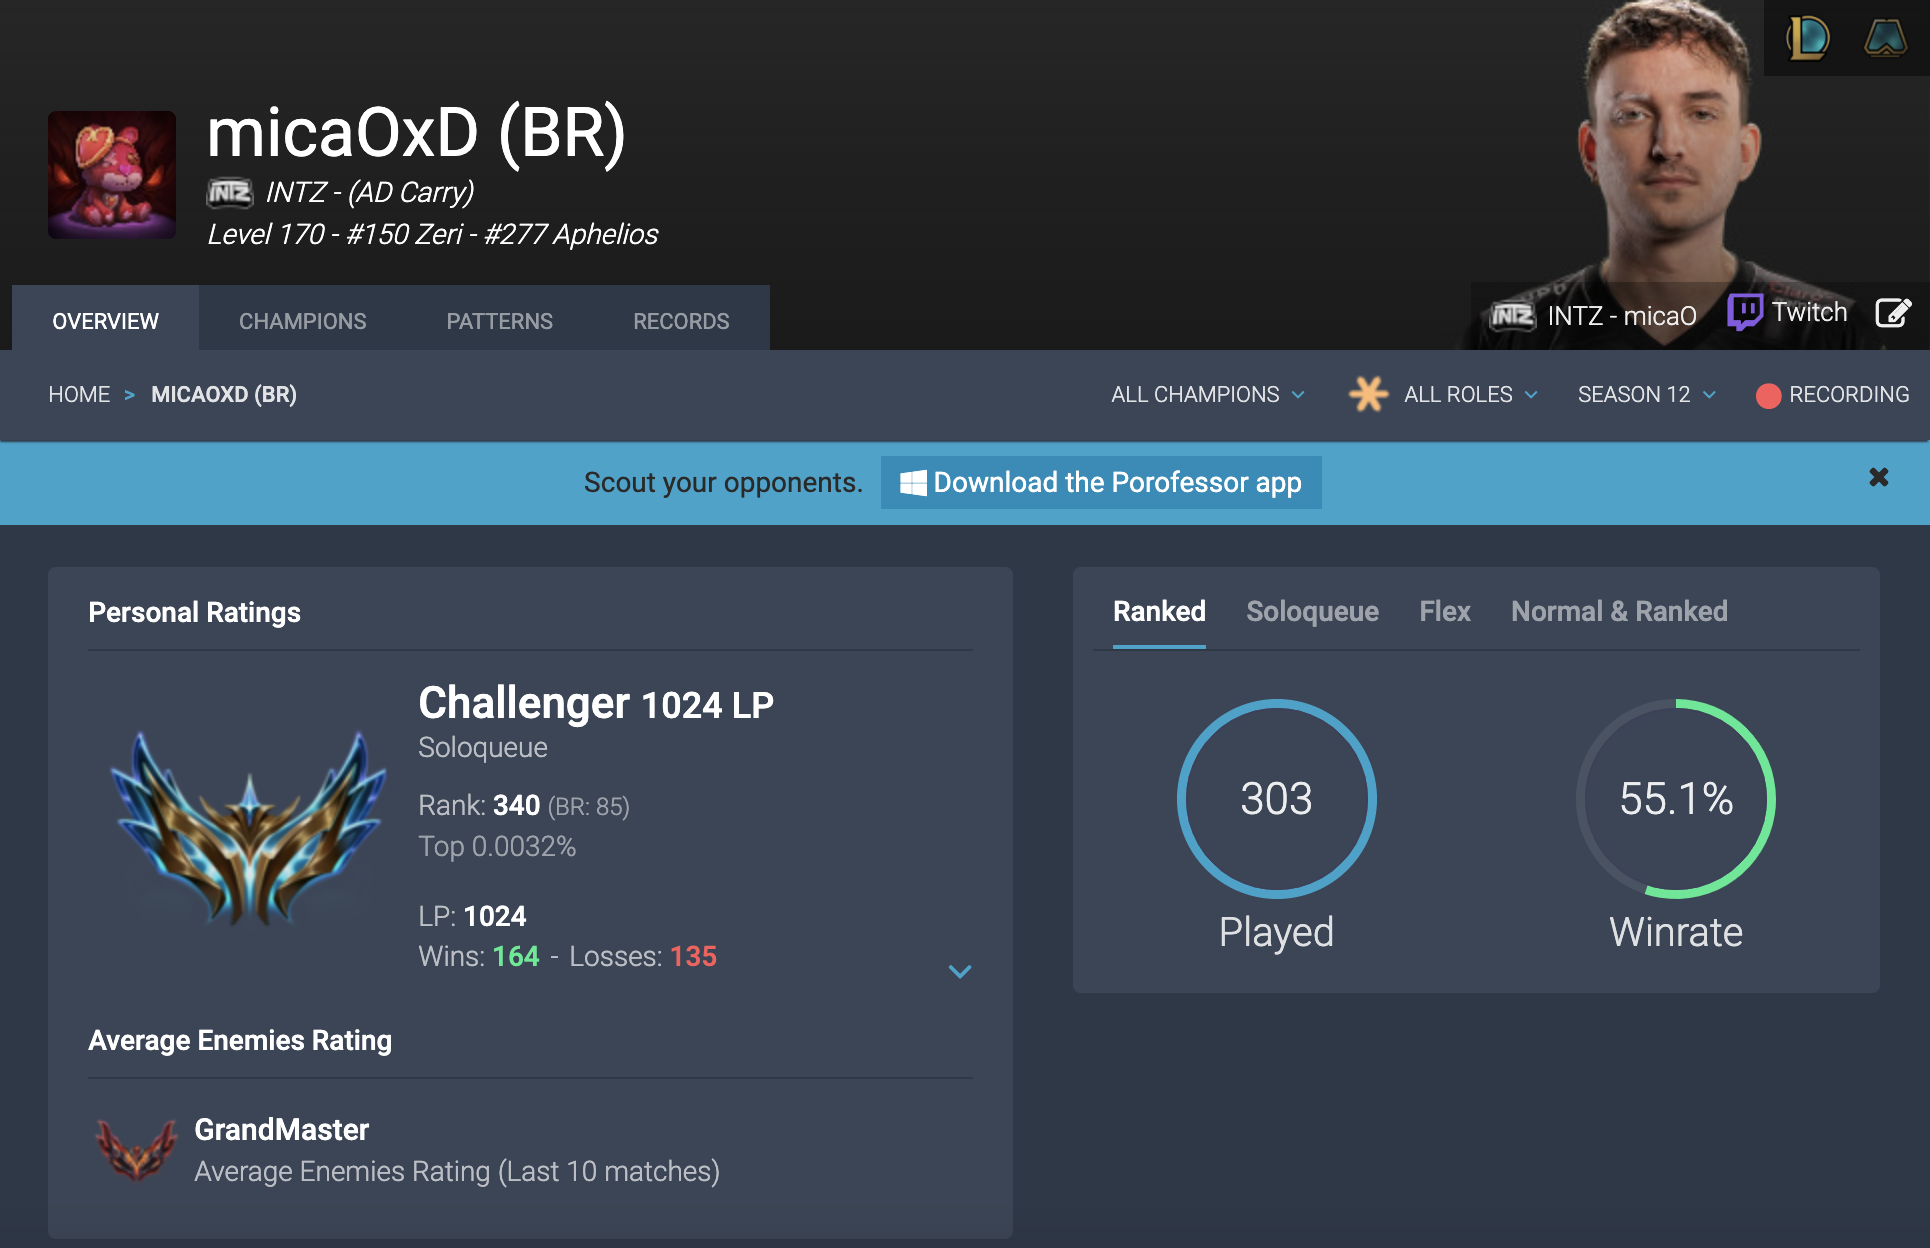 micaOxD (BR)
INTZ INTZ - (AD Carry)
Level 170 - #150 Zeri - #277 Aphelios
OVERVIEW CHAMPIONS PATTERNS RECORDS
INTZ INTZ - micaO Twitch
HOME > MICAOXD (BR)
ALL CHAMPIONS ALL ROLES SEASON 12 RECORDING
Scout your opponents. Download the Porofessor app
Personal Ratings
Challenger 1024 LP
Soloqueue
Rank: 340 (BR: 85)
Top 0.0032%
LP: 1024
Wins: 164 - Losses: 135
Average Enemies Rating
GrandMaster
Average Enemies Rating (Last 10 matches)
Ranked Soloqueue Flex Normal & Ranked
303 55.1%
Played Winrate